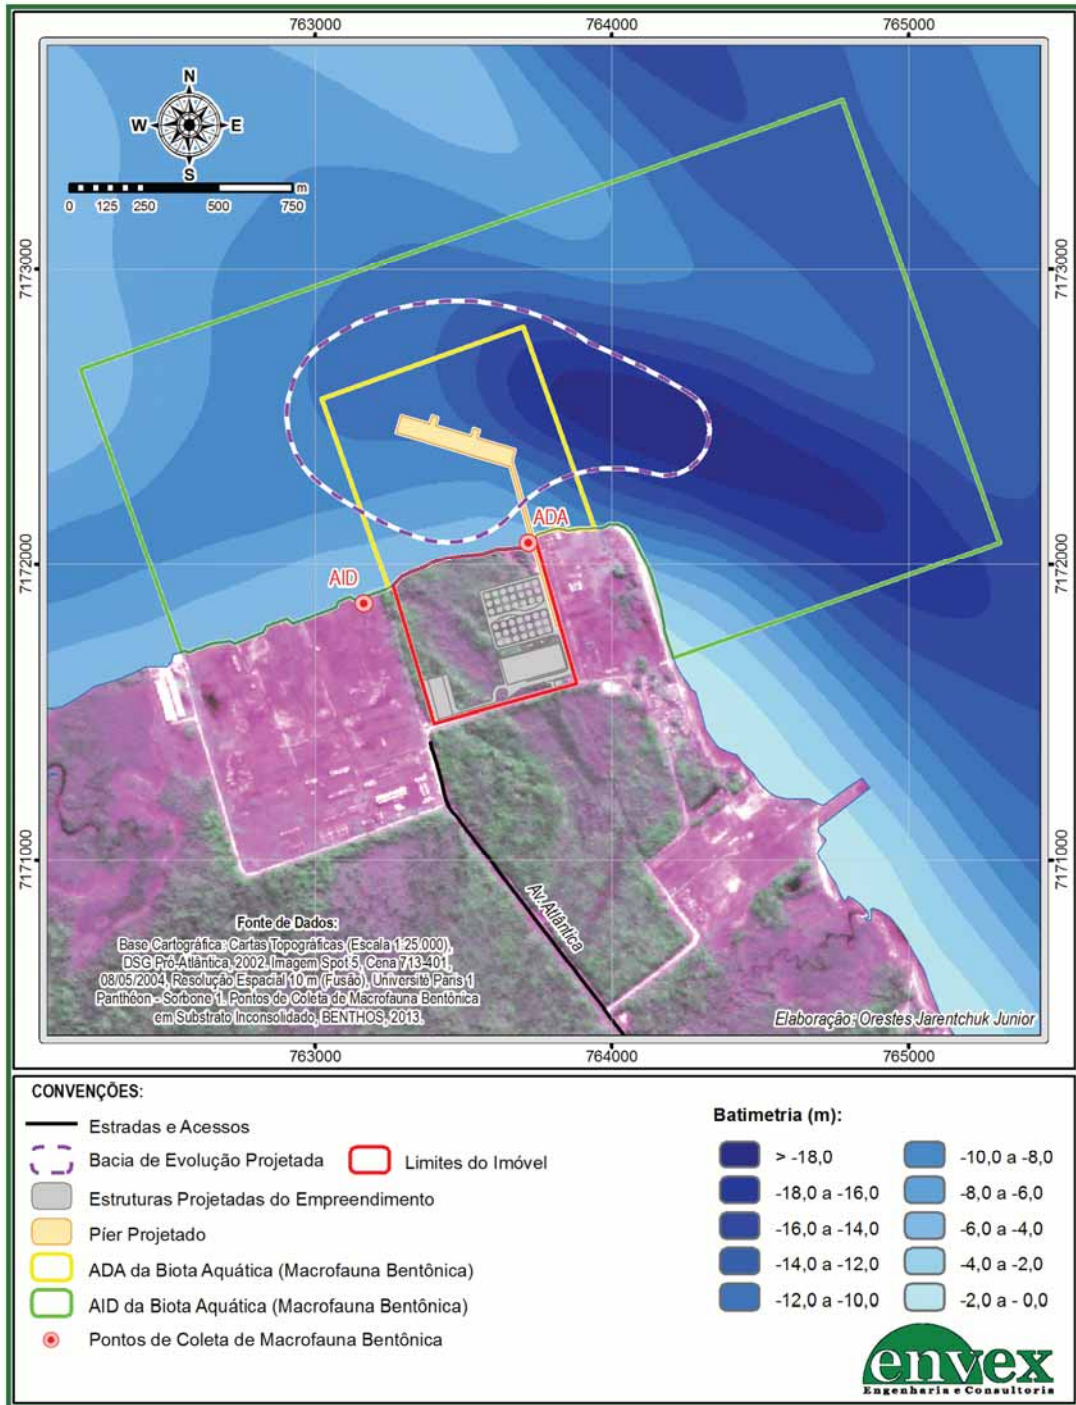 763000
764000
765000
N
W
E
S
m
0
125
250
500
750
7173000
7173000
ADA
7172000
7172000
AID
7171000
7171000
Av. Atlântica
Fonte de Dados:
Base Cartográfica: Cartas Topográficas (Escala 1:25.000),
DSG Pró-Atlântica, 2002. Imagem Spot 5, Cena 713-401,
08/05/2004, Resolução Espacial 10 m (Fusão), Université Paris 1
Panthéon - Sorbone 1. Pontos de Coleta de Macrofauna Bentônica
em Substrato Inconsolidado, BENTHOS, 2013.
Elaboração: Orestes Jarentchuk Junior
763000
764000
765000
CONVENÇÕES:
Estradas e Acessos
Bacia de Evolução Projetada
Limites do Imóvel
Estruturas Projetadas do Empreendimento
Píer Projetado
ADA da Biota Aquática (Macrofauna Bentônica)
AID da Biota Aquática (Macrofauna Bentônica)
Pontos de Coleta de Macrofauna Bentônica
Batimetria (m):
> -18,0
-18,0 a -16,0
-16,0 a -14,0
-14,0 a -12,0
-12,0 a -10,0
-10,0 a -8,0
-8,0 a -6,0
-6,0 a -4,0
-4,0 a -2,0
-2,0 a - 0,0
envex
Engenharia e Consultoria